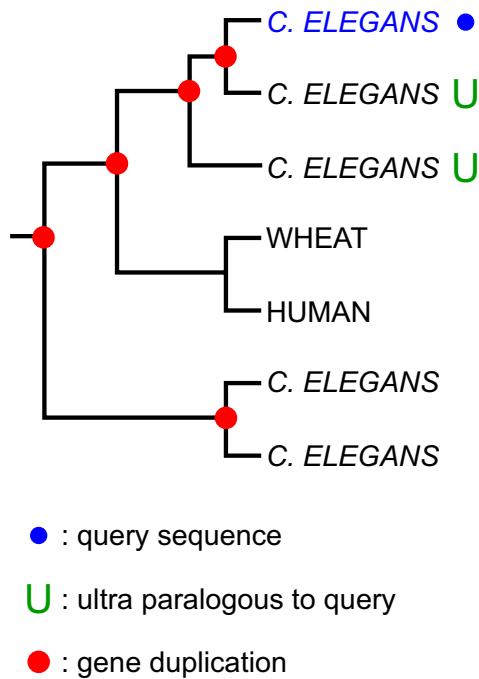 C. ELEGANS
C. ELEGANS U
C. ELEGANS U
WHEAT
HUMAN
C. ELEGANS
C. ELEGANS
: query sequence
U : ultra paralogous to query
: gene duplication